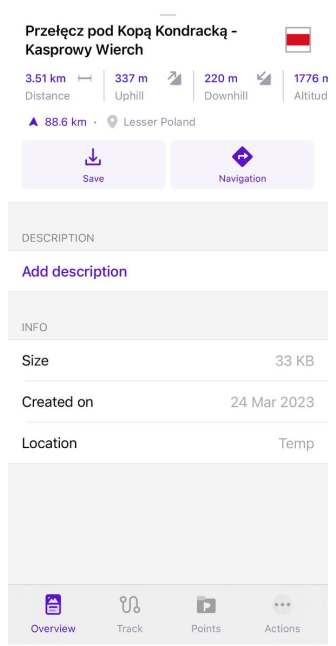 Przełęcz pod Kopą Kondracką -
Kasprowy Wierch
3.51 km
337 m
220 m
1776 m
Distance
Uphill
Downhill
Altitud
88.6 km · Lesser Poland
Save
Navigation
DESCRIPTION
Add description
INFO
Size 33 KB
Created on 24 Mar 2023
Location Temp
Overview
Track
Points
Actions